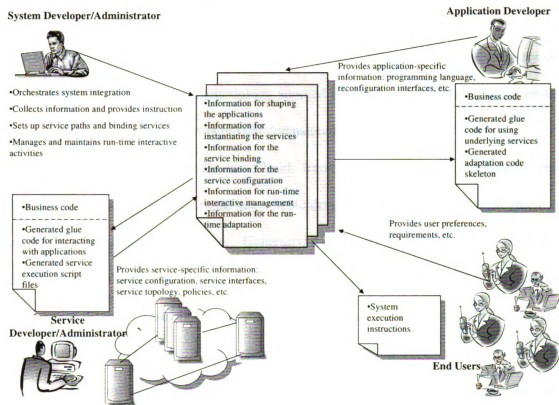 System Developer/Administrator
•Orchestrates system integration
•Collects information and provides instruction
•Sets up service paths and binding services
•Manages and maintains run-time interactive
activities
Application Developer
Provides application-specific
information: programming language,
reconfiguration interfaces, etc.
•Information for shaping
the applications
•Information for
instantiating the services
•Information for the
service binding
•Information for the
service configuration
•Information for run-time
interactive management
•Information for the run-
time adaptation
•Business code
•Generated glue
code for using
underlying services
•Generated
adaptation code
skeleton
•Business code
•Generated glue
code for interacting
with applications
•Generated service
execution script
files
Provides user preferences,
requirements, etc.
Provides service-specific information:
service configuration, service interfaces,
service topology, policies, etc.
•System
execution
instructions
Service
Developer/Administrator
End Users